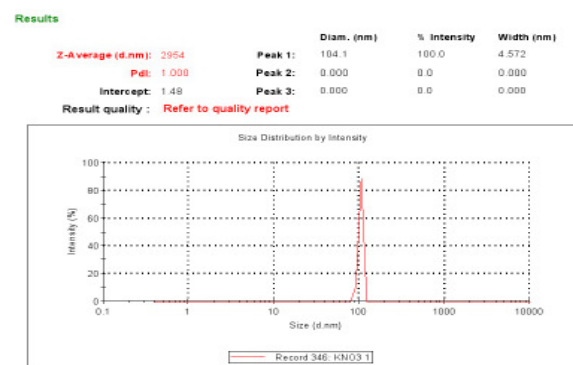 Results
Diam. (nm) % Intensity Width (nm)
Z-Average (d.nm): 2954 Peak 1: 104.1 100.0 4.572
PdI: 1.000 Peak 2: 0.000 0.0 0.000
Intercept: 1.48 Peak 3: 0.000 0.0 0.000
Result quality : Refer to quality report
Size Distribution by Intensity
100
80
60
40
20
0
Intensity (%)
0.1 1 10 100 1000 10000
Size (d.nm)
Record 346: KNO3 1